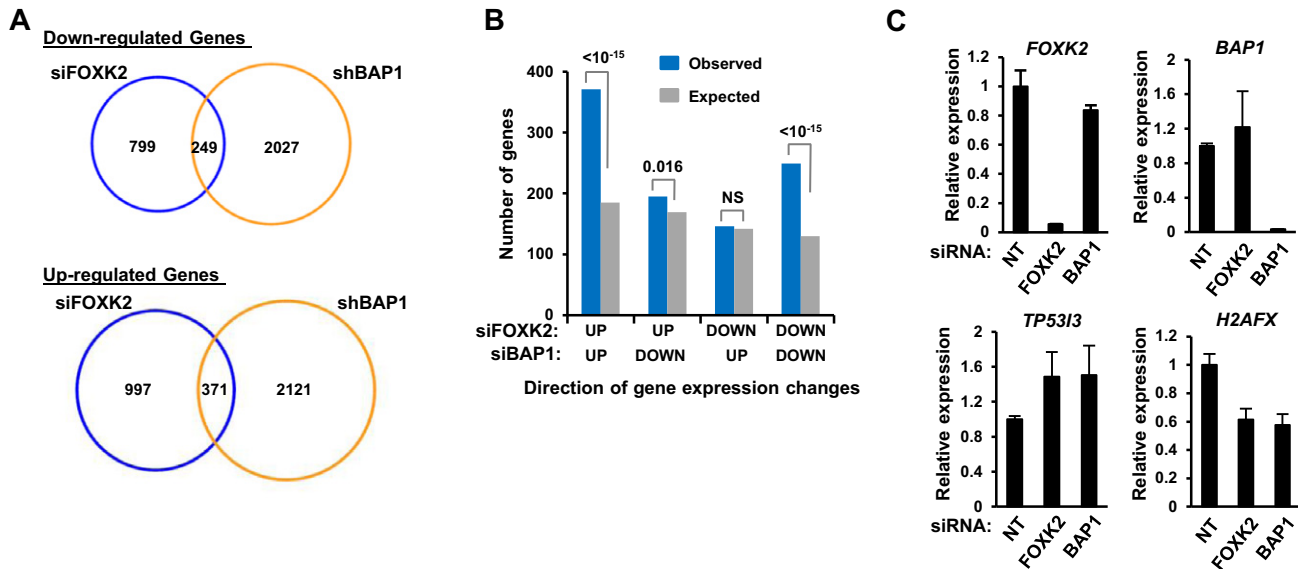 A
Down-regulated Genes
siFOXK2
shBAP1
799
249
2027
Up-regulated Genes
siFOXK2
shBAP1
997
371
2121
B
Number of genes
400
300
200
100
0
<10-15
0.016
NS
<10-15
Observed
Expected
siFOXK2: UP UP DOWN DOWN
siBAP1: UP DOWN UP DOWN
Direction of gene expression changes
C
FOXK2
Relative expression
1.2
1
0.8
0.6
0.4
0.2
0
siRNA: NT FOXK2 BAP1
BAP1
Relative expression
2
1.6
1.2
0.8
0.4
0
NT FOXK2 BAP1
TP53I3
Relative expression
2
1.6
1.2
0.8
0.4
0
siRNA: NT FOXK2 BAP1
H2AFX
Relative expression
1.2
1
0.8
0.6
0.4
0.2
0
NT FOXK2 BAP1